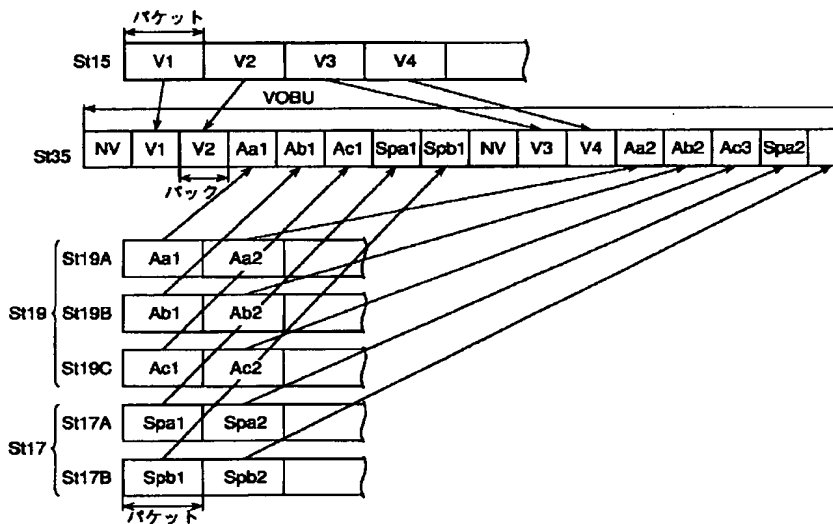 パケット
St15 V1 V2 V3 V4
VOBU
St35 NV V1 V2 Aa1 Ab1 Ac1 Spa1 Spb1 NV V3 V4 Aa2 Ab2 Ac3 Spa2
パック
St19A Aa1 Aa2
St19 St19B Ab1 Ab2
St19C Ac1 Ac2
St17A Spa1 Spa2
St17
St17B Spb1 Spb2
パケット